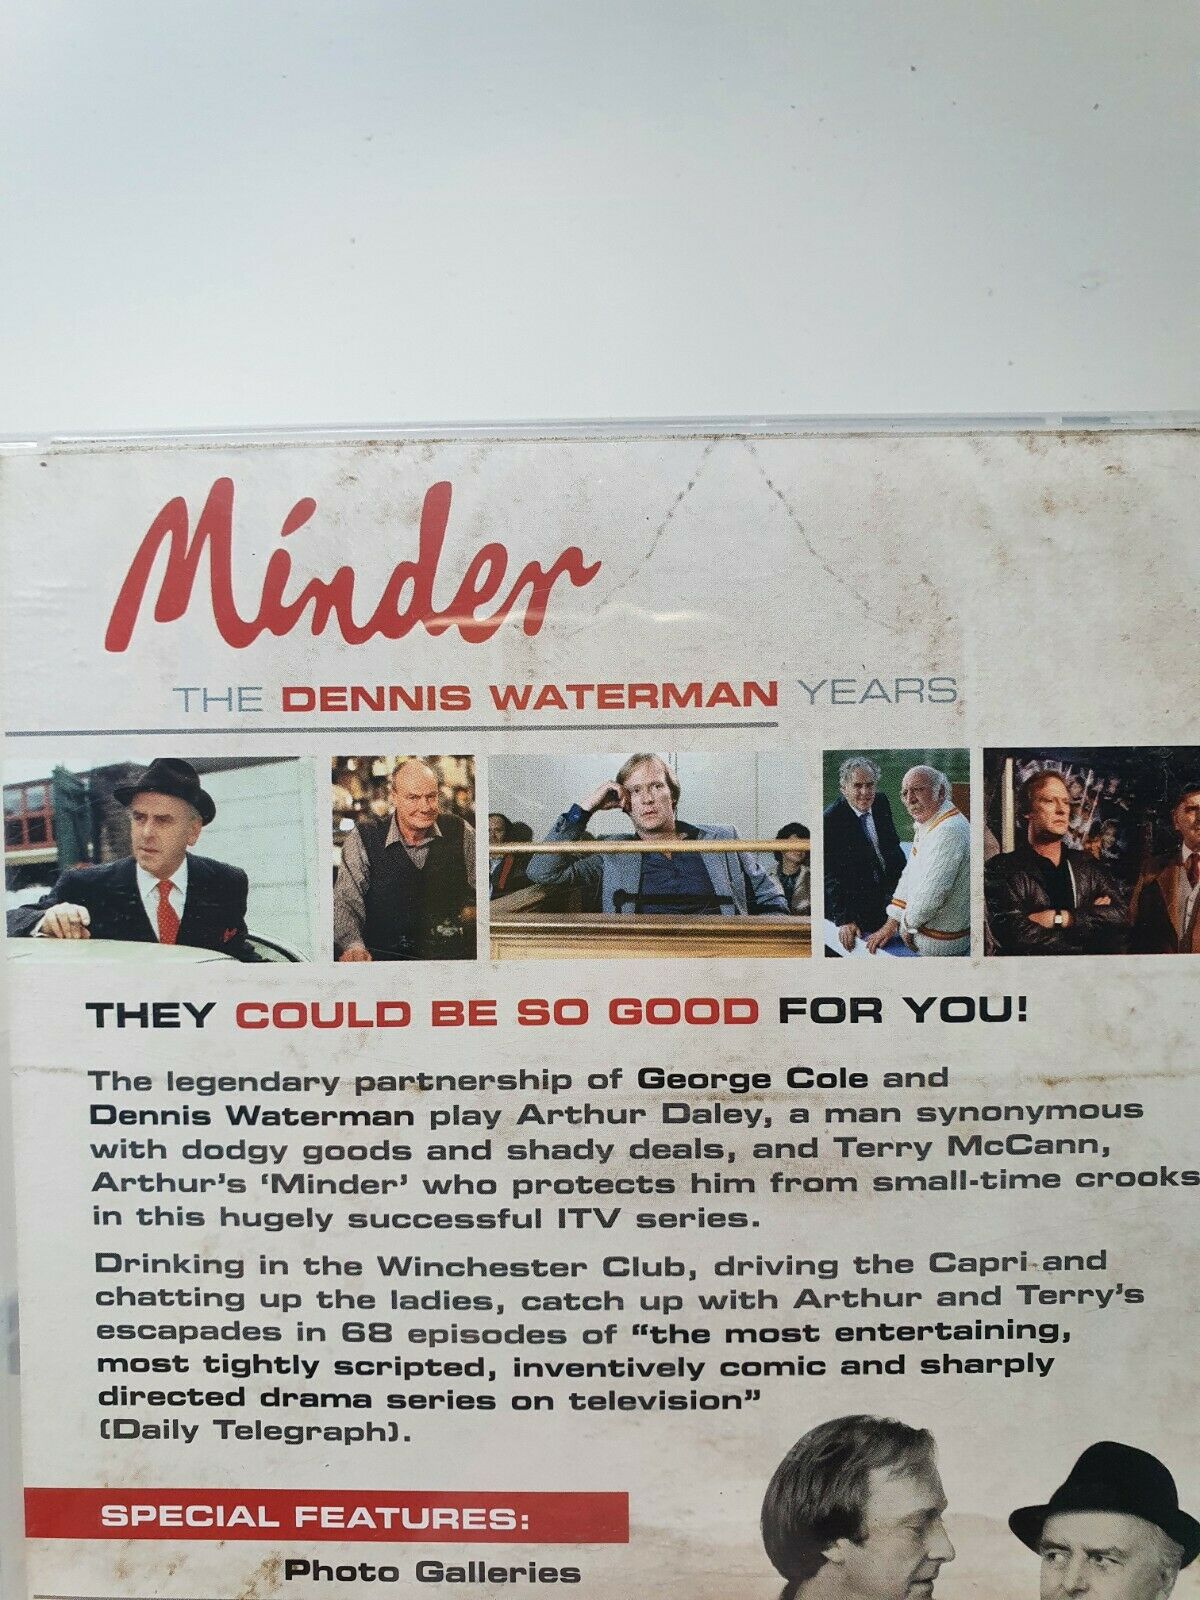 Minder
THE DENNIS WATERMAN YEARS
THEY COULD BE SO GOOD FOR YOU!
The legendary partnership of George Cole and
Dennis Waterman play Arthur Daley, a man synonymous
with dodgy goods and shady deals, and Terry McCann,
Arthur's 'Minder' who protects him from small-time crooks
in this hugely successful ITV series.
Drinking in the Winchester Club, driving the Capri and
chatting up the ladies, catch up with Arthur and Terry's
escapades in 68 episodes of "the most entertaining,
most tightly scripted, inventively comic and sharply
directed drama series on television"
(Daily Telegraph).
SPECIAL FEATURES:
Photo Galleries